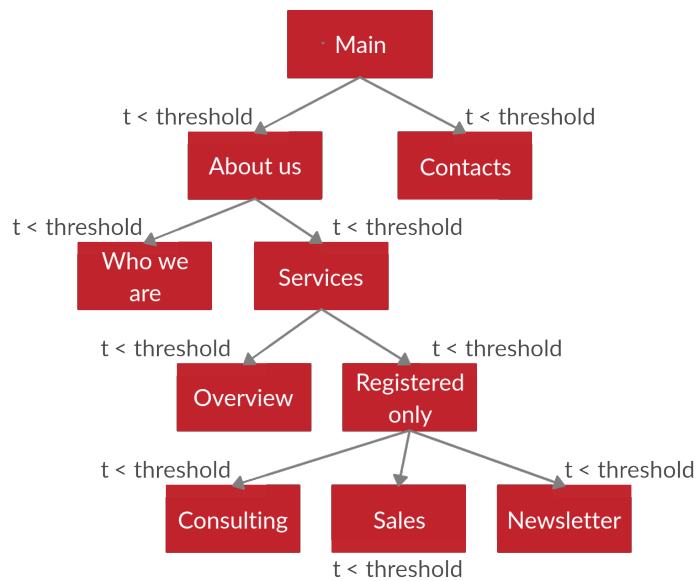 Main
t < threshold
t < threshold
About us
Contacts
t < threshold
t < threshold
Who we
are
Services
t < threshold
t < threshold
Overview
Registered
only
t < threshold
t < threshold
Consulting
Sales
Newsletter
t < threshold